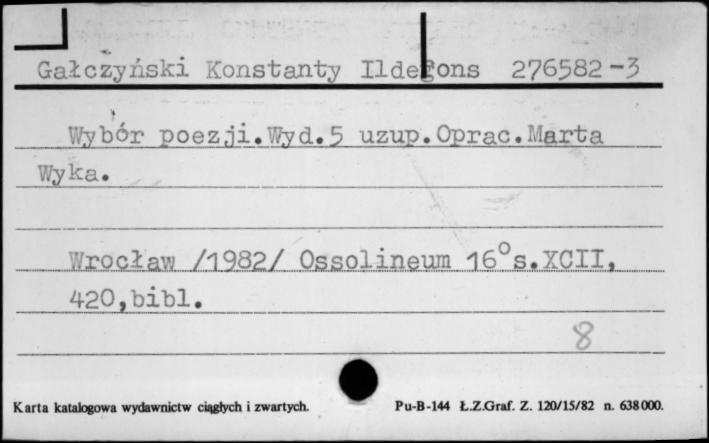 Gałczyński Konstanty Ildefons 276582-3
Wybór poezji.Wyd.5 uzup.Oprac.Marta
Wyka.
Wrocław /1982/ Ossolineum 16°s.XCII,
420,bibl.
8
Karta katalogowa wydawnictw ciągłych i zwartych. Pu-B-144 Ł.Z.Graf. Z. 120/15/82 n. 638000.